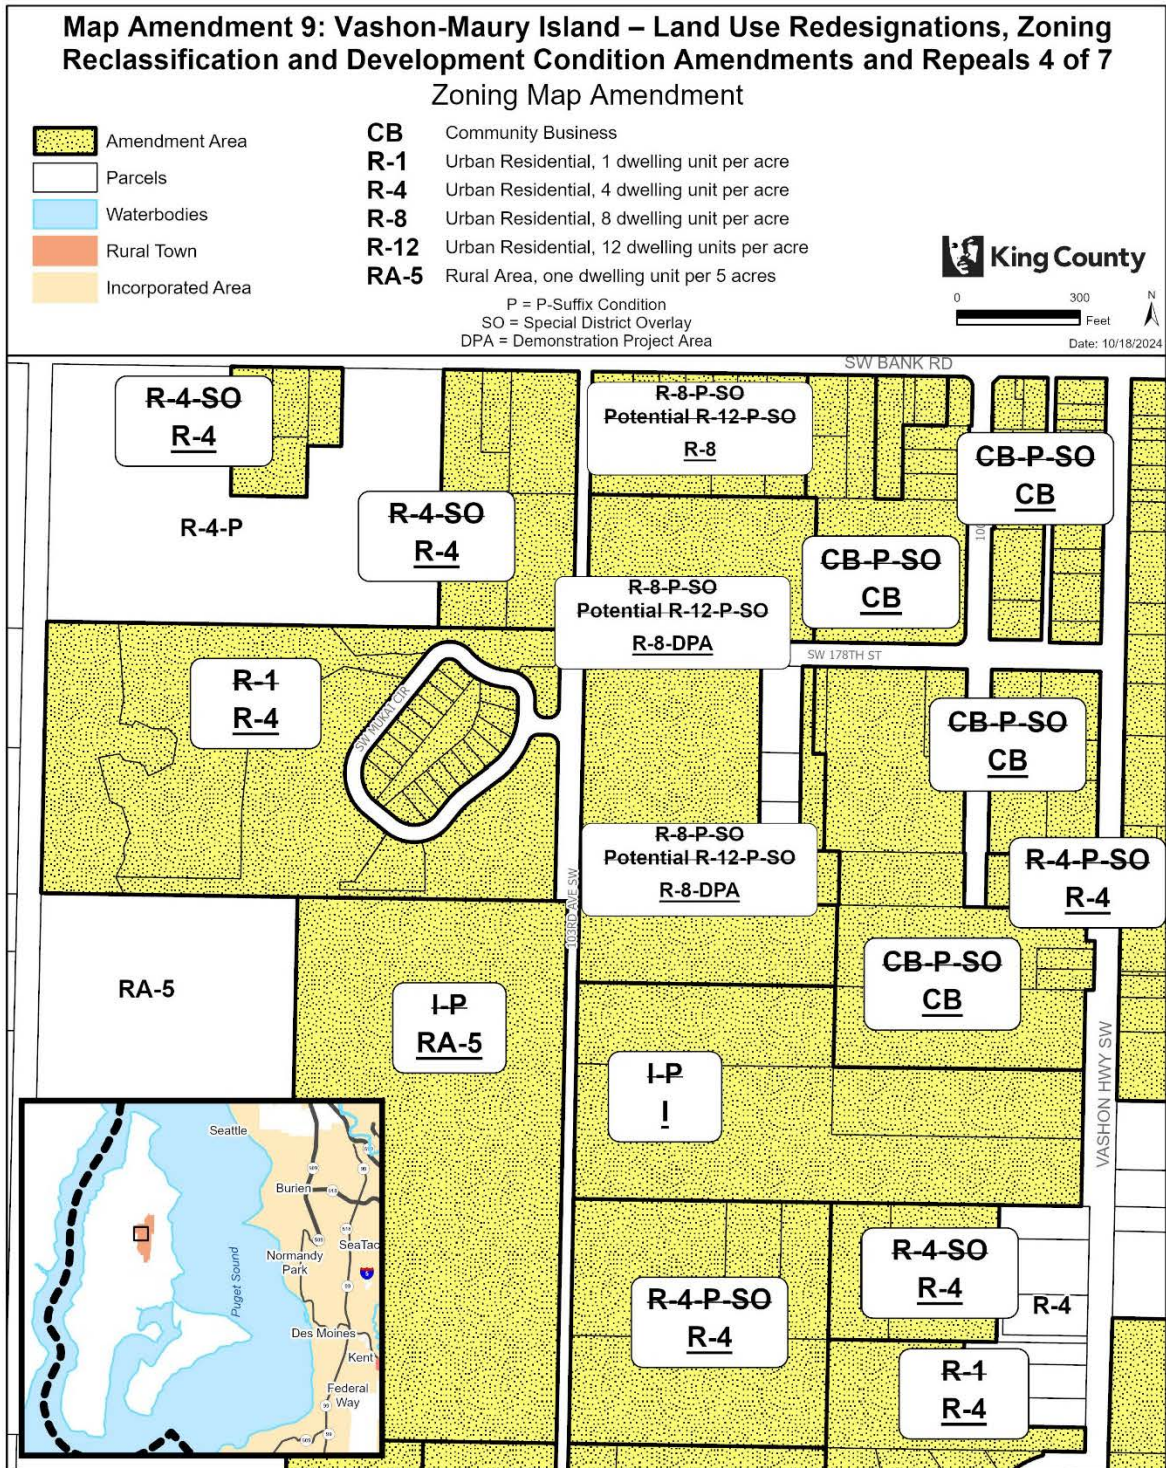 Map Amendment 9: Vashon-Maury Island – Land Use Redesignations, Zoning
Reclassification and Development Condition Amendments and Repeals 4 of 7
Zoning Map Amendment
Amendment Area
Parcels
Waterbodies
Rural Town
Incorporated Area
CB Community Business
R-1 Urban Residential, 1 dwelling unit per acre
R-4 Urban Residential, 4 dwelling unit per acre
R-8 Urban Residential, 8 dwelling unit per acre
R-12 Urban Residential, 12 dwelling units per acre
RA-5 Rural Area, one dwelling unit per 5 acres
P = P-Suffix Condition
SO = Special District Overlay
DPA = Demonstration Project Area
King County
0 300
Feet
N
Date: 10/18/2024
SW BANK RD
R-4-SO
R-4
R-8-P-SO
Potential R-12-P-SO
R-8
CB-P-SO
CB
R-4-P
R-4-SO
R-4
CB-P-SO
CB
R-8-P-SO
Potential R-12-P-SO
R-8-DPA
SW 178TH ST
R-1
R-4
SW MUKAI CIR
CB-P-SO
CB
R-8-P-SO
Potential R-12-P-SO
R-8-DPA
R-4-P-SO
R-4
103RD AVE SW
RA-5
I-P
RA-5
CB-P-SO
CB
I-P
I
VASHON HWY SW
R-4-SO
R-4
R-4
R-4-P-SO
R-4
R-1
R-4
Seattle
Burien
509
518
99
Normandy
Park
SeaTac
5
Puget Sound
Des Moines
Kent
Federal
Way
99
509